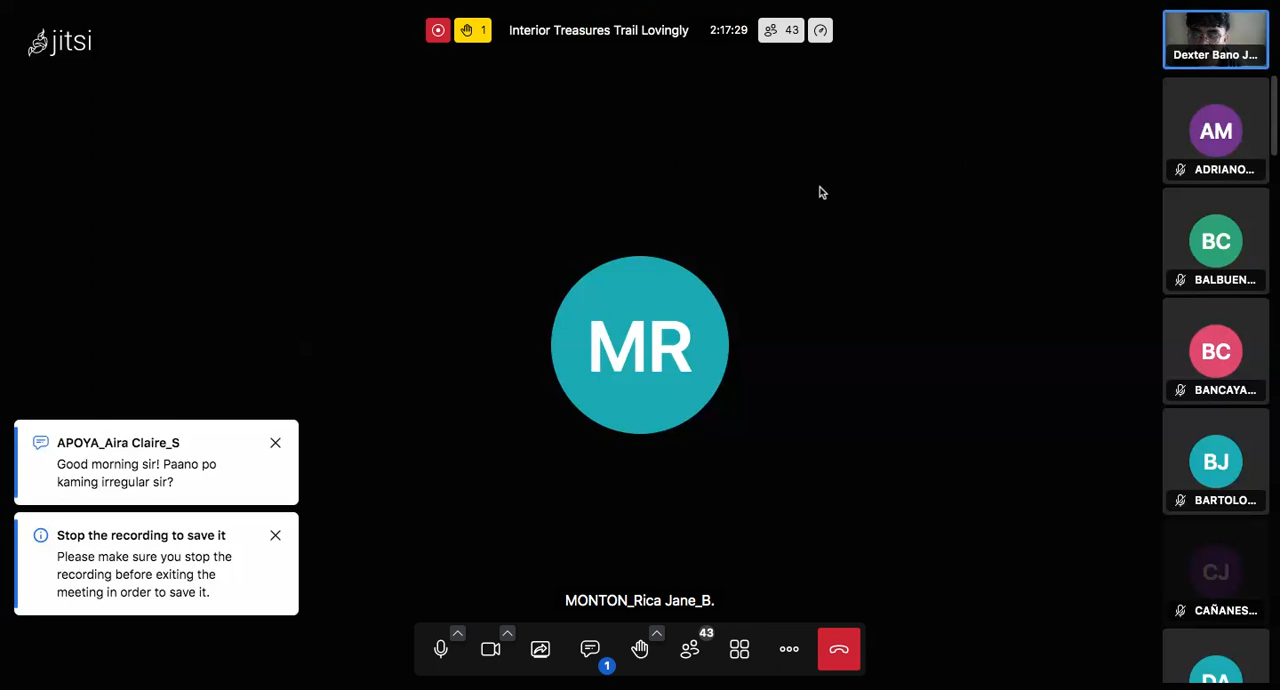 jitsi
1
Interior Treasures Trail Lovingly
2:17:29
43
Dexter Bano J...
AM
ADRIANO...
BC
BALBUEN...
BC
BANCAYA...
BJ
BARTOLO...
CJ
CAÑANES...
DA
MR
MONTON_Rica Jane_B.
APOYA_Aira Claire_S
Good morning sir! Paano po
kaming irregular sir?
Stop the recording to save it
Please make sure you stop the
recording before exiting the
meeting in order to save it.
1
43